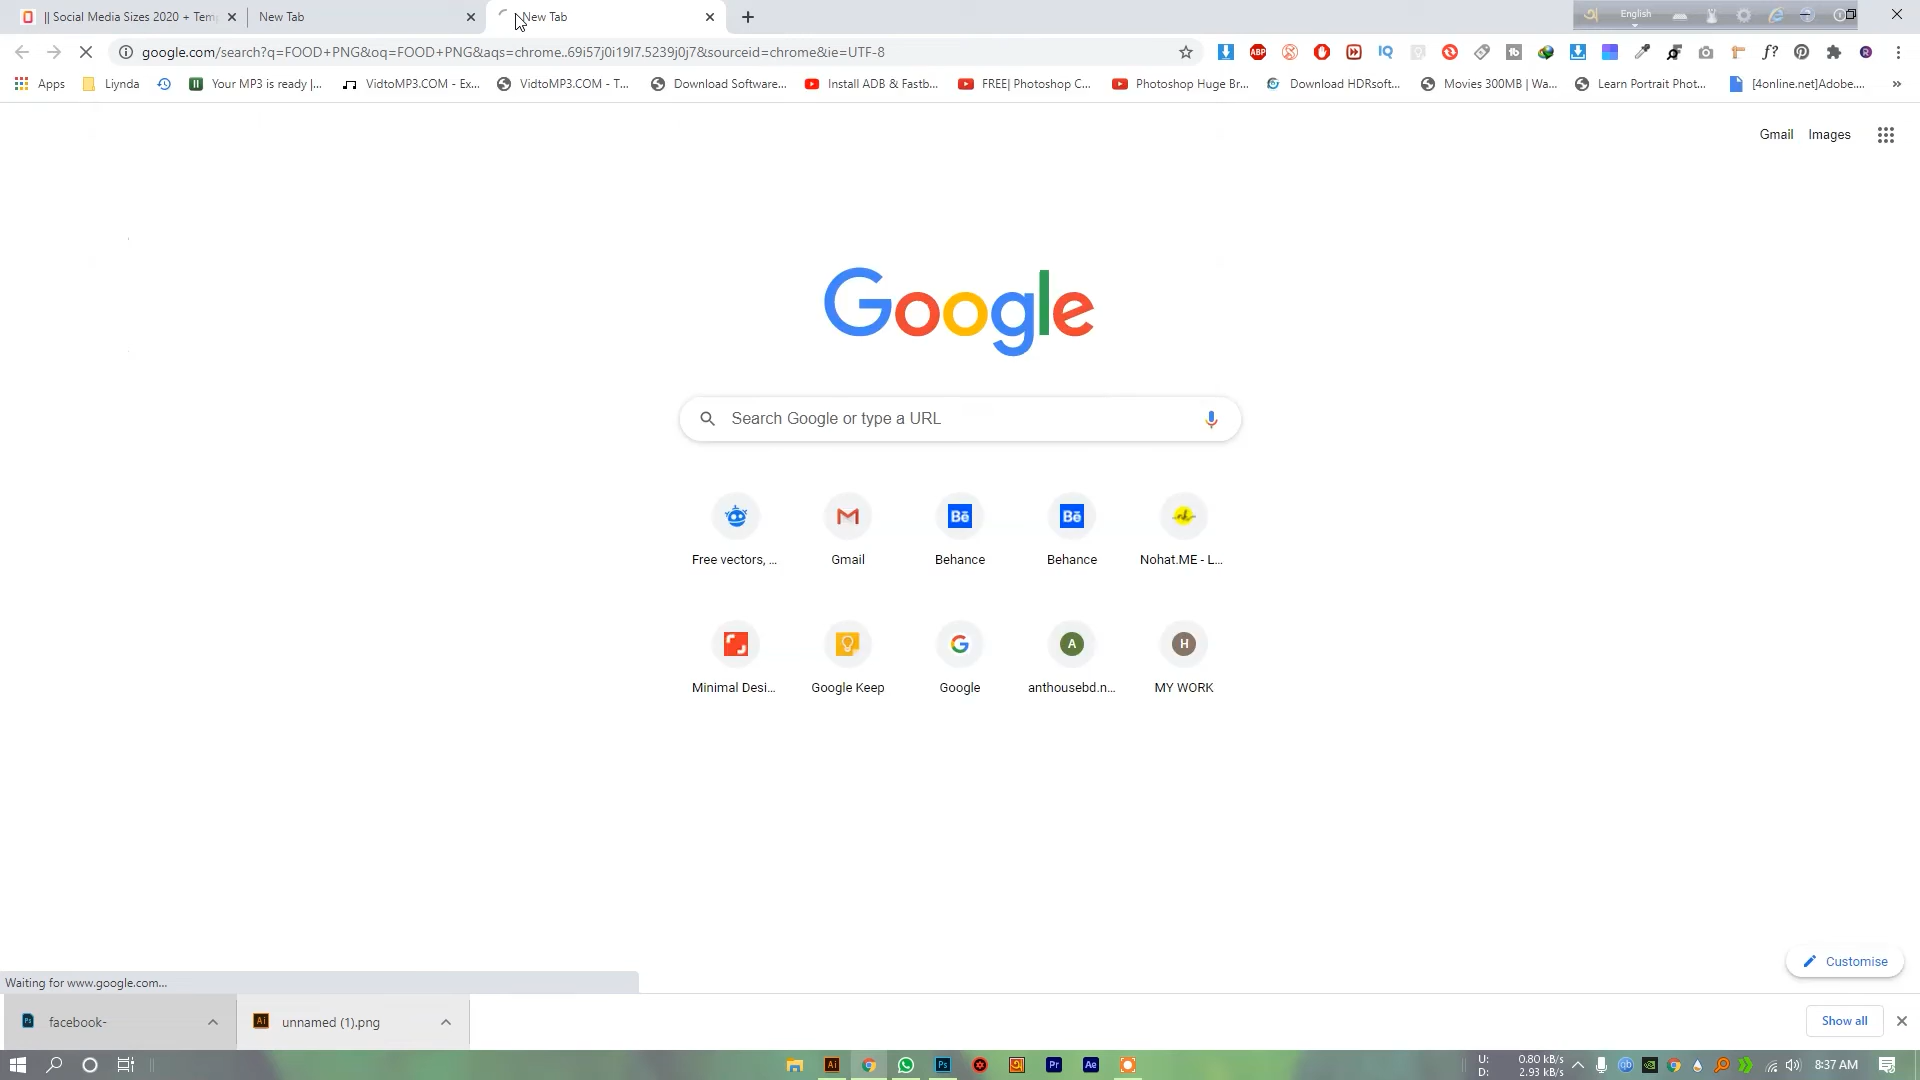 || Social Media Sizes 2020 + Temp
New Tab
New Tab
English
google.com/search?q=FOOD+PNG&oq=FOOD+PNG&aqs=chrome..69i57j0i19l7.5239j0j7&sourceid=chrome&ie=UTF-8
Apps
Liynda
Your MP3 is ready |...
VidtoMP3.COM - Ex...
VidtoMP3.COM - T...
Download Software...
Install ADB & Fastb...
FREE| Photoshop C...
Photoshop Huge Br...
Download HDRsoft...
Movies 300MB | Wa...
Learn Portrait Phot...
[4online.net]Adobe....
»
Gmail Images
Google
Search Google or type a URL
Free vectors, ...
Gmail
Behance
Behance
Nohat.ME - L...
Minimal Desi...
Google Keep
Google
anthousebd.n...
MY WORK
Customise
Waiting for www.google.com...
facebook-
unnamed (1).png
Show all
U: 0.80 kB/s
D: 2.93 kB/s
8:37 AM